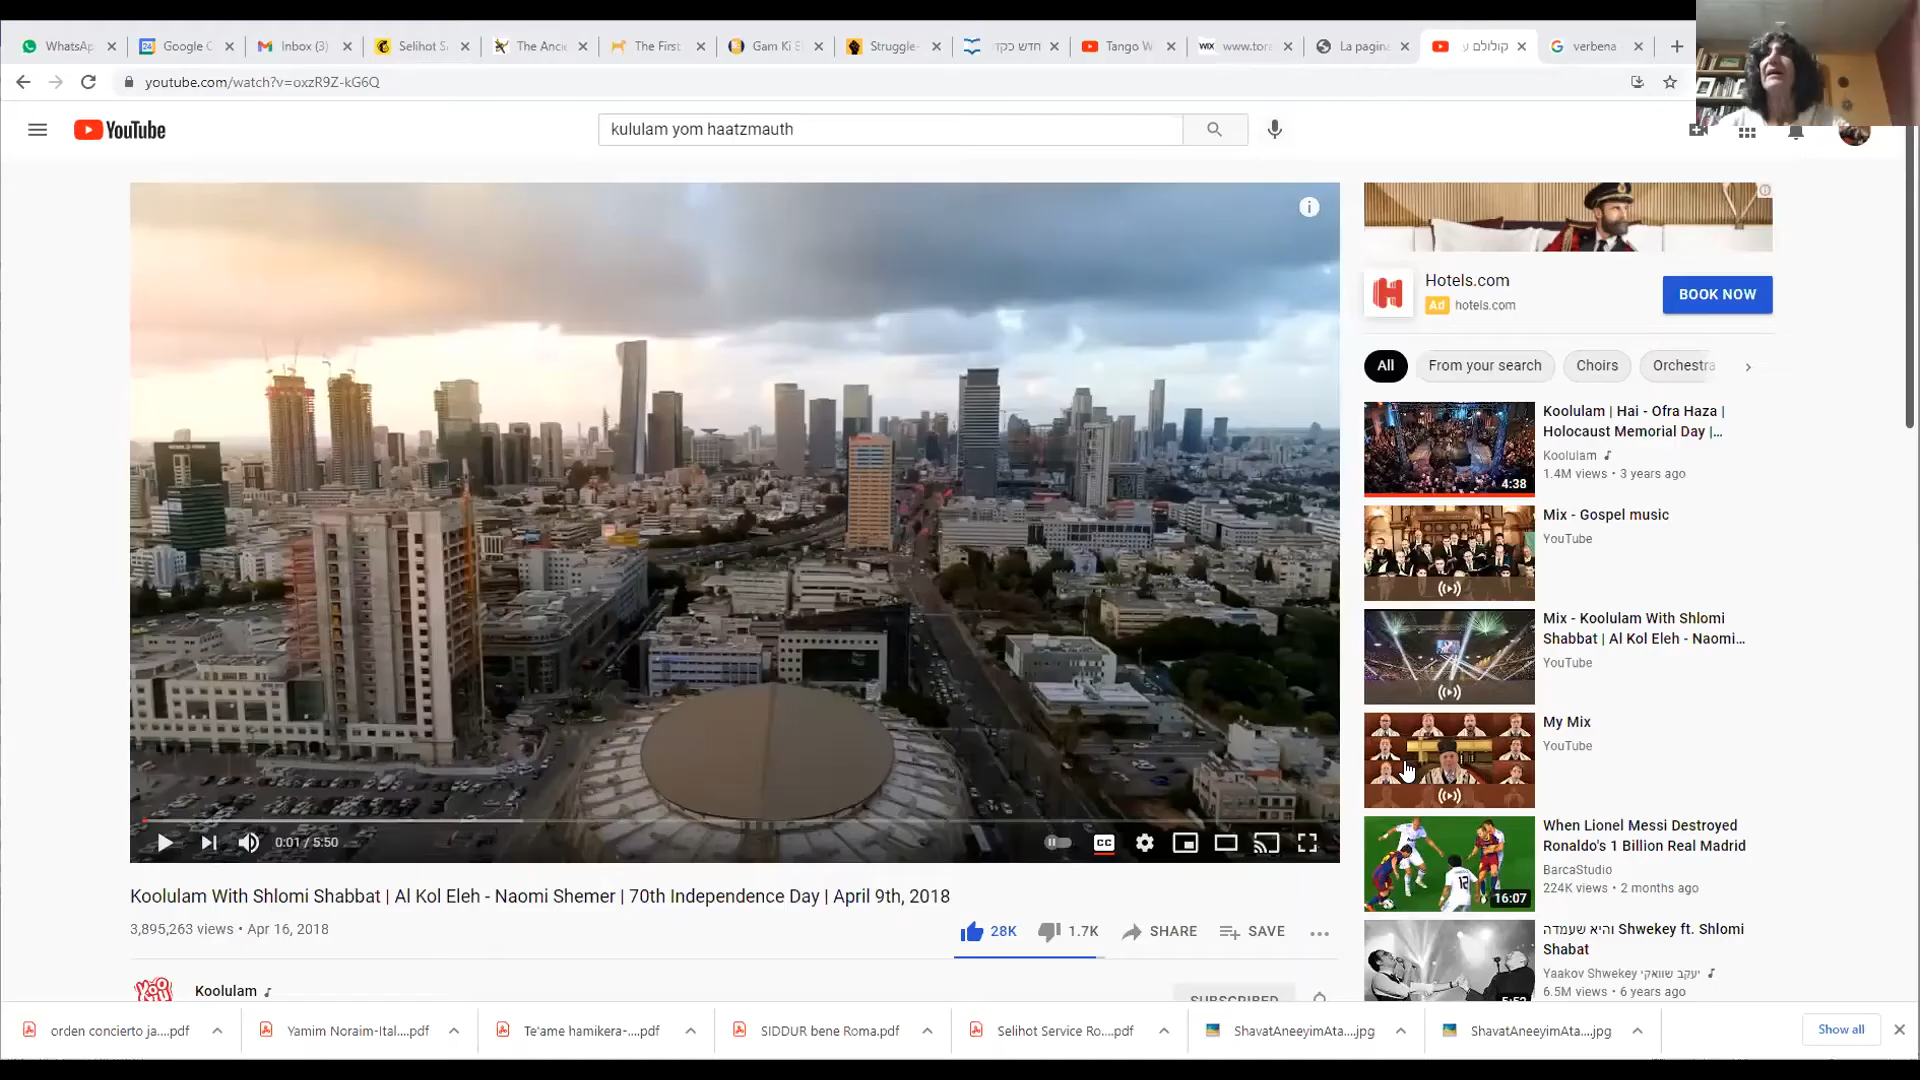 WhatsAp
Google C
Inbox (3)
Selihot S
The Anci
The First
Gam Ki E
Struggle-
חדש כקד
Tango W
www.tora
La pagina
קולולם ע
verbena
youtube.com/watch?v=oxzR9Z-kG6Q
YouTube
kululam yom haatzmauth
Hotels.com
Ad hotels.com
BOOK NOW
All
From your search
Choirs
Orchestra
Koolulam | Hai - Ofra Haza |
Holocaust Memorial Day |...
Koolulam
1.4M views • 3 years ago
4:38
Mix - Gospel music
YouTube
Mix - Koolulam With Shlomi
Shabbat | Al Kol Eleh - Naomi...
YouTube
My Mix
YouTube
When Lionel Messi Destroyed
Ronaldo's 1 Billion Real Madrid
BarcaStudio
224K views • 2 months ago
16:07
והיא שעמדה Shwekey ft. Shlomi
Shabat
Yaakov Shwekey יעקב שוואקי
6.5M views • 6 years ago
5:52
0:01 / 5:50
CC
Koolulam With Shlomi Shabbat | Al Kol Eleh - Naomi Shemer | 70th Independence Day | April 9th, 2018
3,895,263 views • Apr 16, 2018
28K
1.7K
SHARE
SAVE
Koolulam
SUBSCRIBED
orden concierto ja....pdf
Yamim Noraim-Ital....pdf
Te'ame hamikera-....pdf
SIDDUR bene Roma.pdf
Selihot Service Ro....pdf
ShavatAneeyimAta....jpg
ShavatAneeyimAta....jpg
Show all